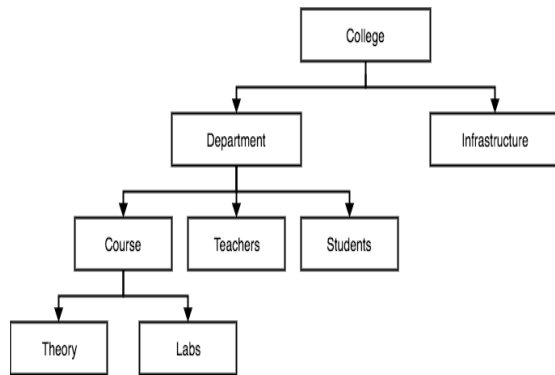 College
Department
Infrastructure
Course
Teachers
Students
Theory
Labs